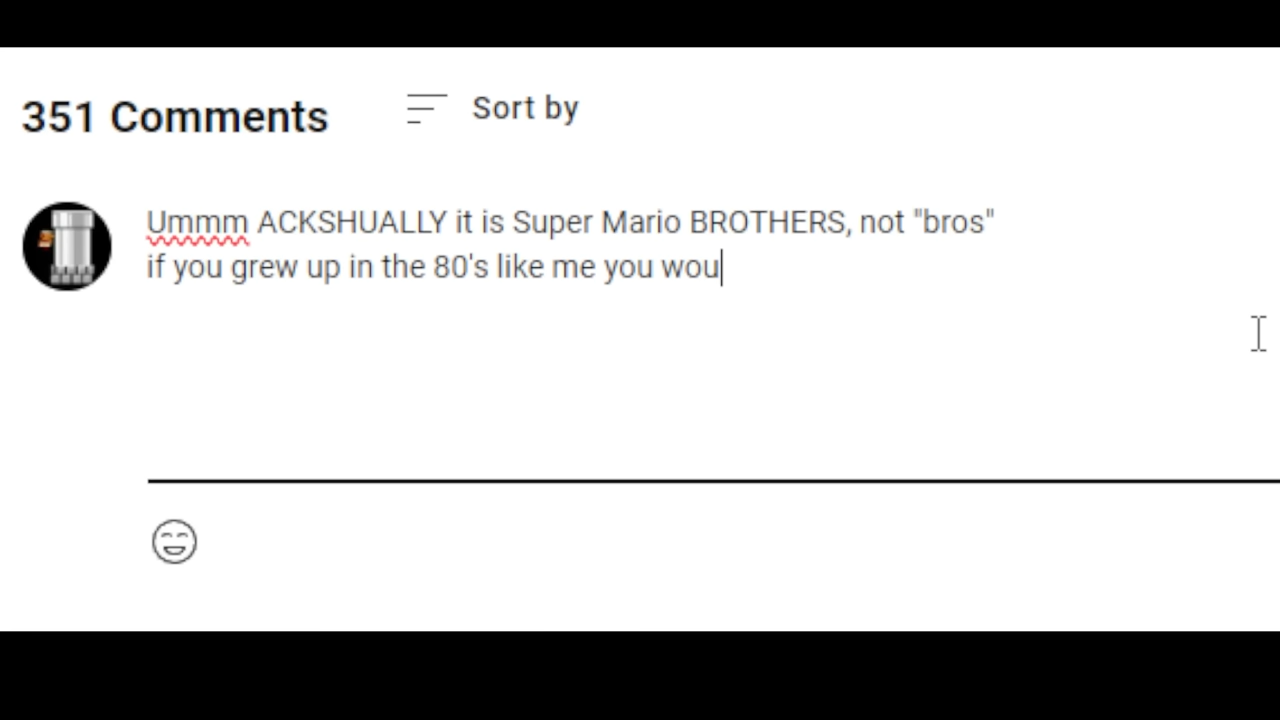 351 Comments
Sort by
Ummm ACKSHUALLY it is Super Mario BROTHERS, not "bros"
if you grew up in the 80's like me you wou